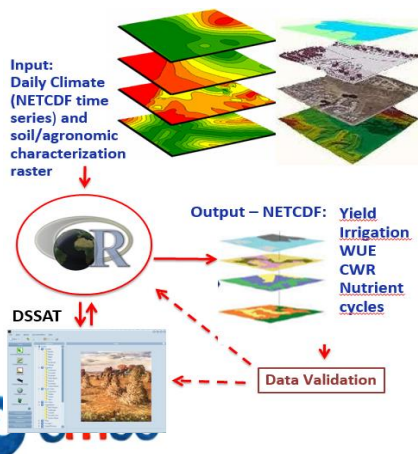 Input:
Daily Climate
(NETCDF time
series) and
soil/agronomic
characterization
raster
R
Output – NETCDF:
Yield
Irrigation
WUE
CWR
Nutrient
cycles
DSSAT
Data Validation